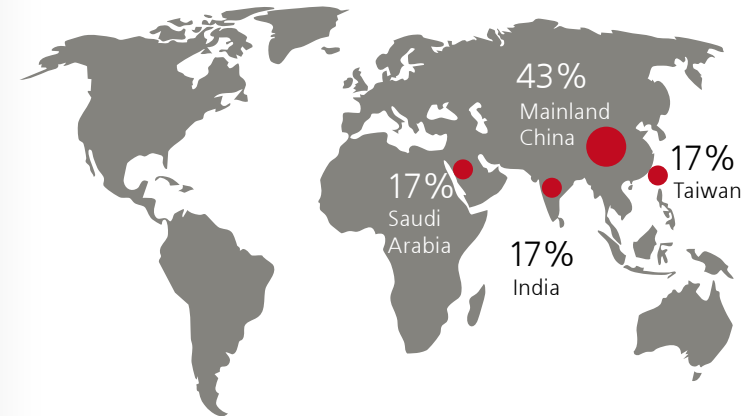 43%
Mainland
China
17%
Taiwan
17%
Saudi
Arabia
17%
India